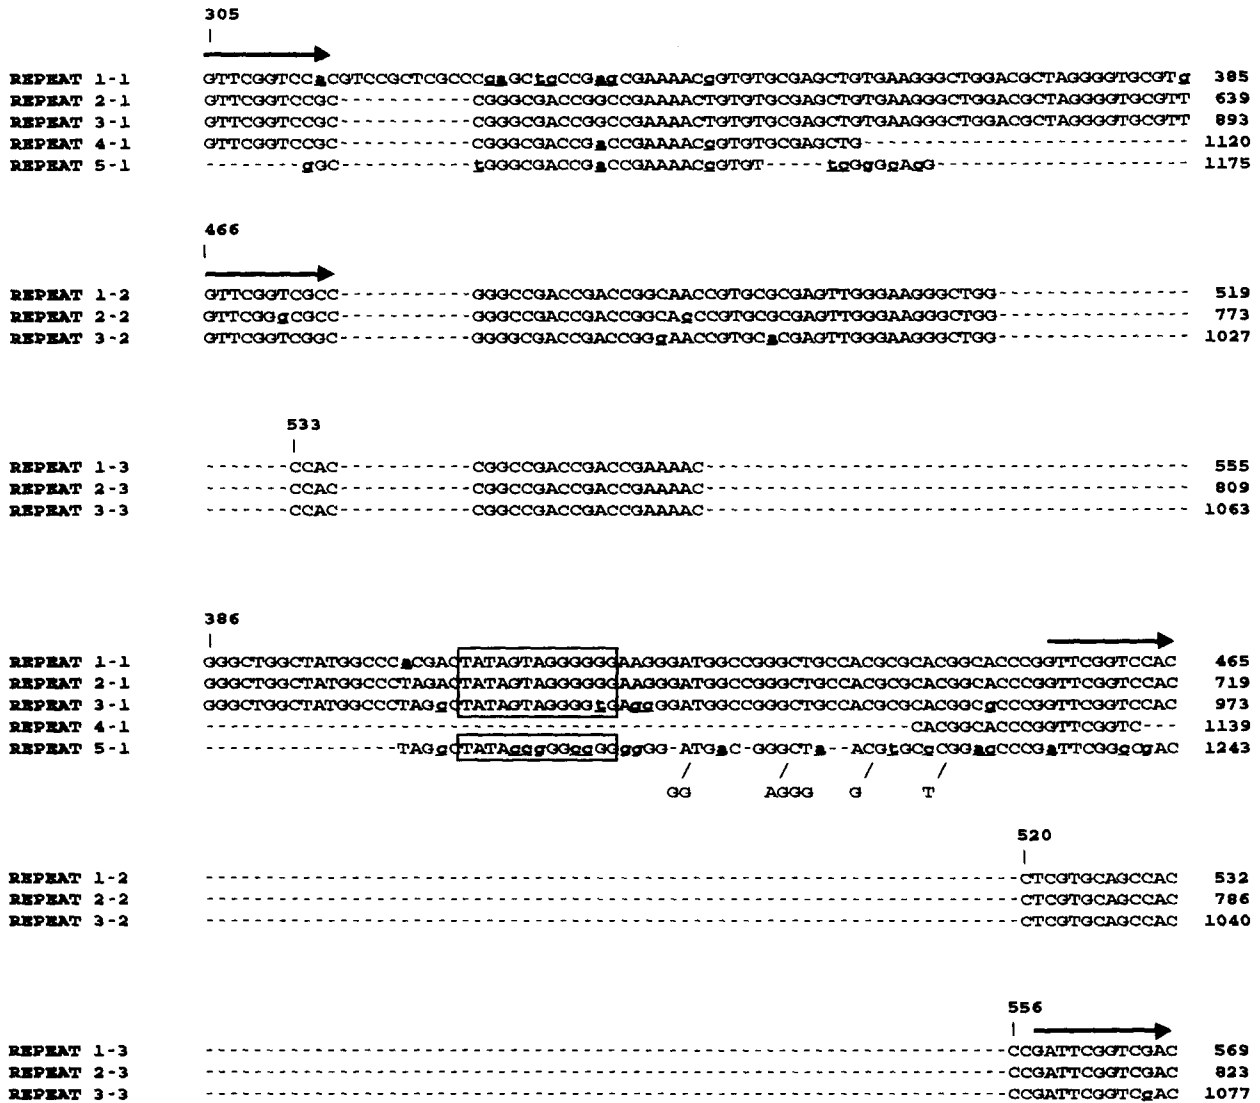 305
|
REPEAT 1-1 GTTCGGTCCaCGTCCGCTCGCCCgaGCtgCCGagCGAAAACgGTGTGCGAGCTGTGAAGGGCTGGACGCTAGGGGTGCGTg 385
REPEAT 2-1 GTTCGGTCCGC-----------CGGGCGACCGGCCGAAAACTGTGTGCGAGCTGTGAAGGGCTGGACGCTAGGGGTGCGTT 639
REPEAT 3-1 GTTCGGTCCGC-----------CGGGCGACCGGCCGAAAACTGTGTGCGAGCTGTGAAGGGCTGGACGCTAGGGGTGCGTT 893
REPEAT 4-1 GTTCGGTCCGC-----------CGGGCGACCGaCCGAAAACgGTGTGCGAGCTG--------------------------- 1120
REPEAT 5-1 --------gGC-----------tGGGCGACCGaCCGAAAACgGTGT-----tcGgGcAgG--------------------- 1175
466
|
REPEAT 1-2 GTTCGGTCGCC-----------GGGCCGACCGACCGGCAACCGTGCGCGAGTTGGGAAGGGCTGG---------------- 519
REPEAT 2-2 GTTCGGgCGCC-----------GGGCCGACCGACCGGCAcCCGTGCGCGAGTTGGGAAGGGCTGG---------------- 773
REPEAT 3-2 GTTCGGTCGGC-----------GGGGCGACCGACCGGgAACCGTGCaCGAGTTGGGAAGGGCTGG---------------- 1027
533
|
REPEAT 1-3 -------CCAC-----------CGGCCGACCGACCGAAAAC---------------------------------------- 555
REPEAT 2-3 -------CCAC-----------CGGCCGACCGACCGAAAAC---------------------------------------- 809
REPEAT 3-3 -------CCAC-----------CGGCCGACCGACCGAAAAC---------------------------------------- 1063
386
|
REPEAT 1-1 GGGCTGGCTATGGCCCaCGACTATAGTAGGGGGGGAAGGGATGGCCGGGCTGCCACGCGCACGGCACCCGGTTCGGTCCAC 465
REPEAT 2-1 GGGCTGGCTATGGCCCTAGACTATAGTAGGGGGGGAAGGGATGGCCGGGCTGCCACGCGCACGGCACCCGGTTCGGTCCAC 719
REPEAT 3-1 GGGCTGGCTATGGCCCTAGgCTATAGTAGGGGtGAggGGATGGCCGGGCTGCCACGCGCACGGCgCCCGGTTCGGTCCAC 973
REPEAT 4-1 ----------------------------------------------------------CACGGCACCCGGTTCGGTC--- 1139
REPEAT 5-1 ----------------TAGgCTATAgcgGGgcGGggGG-ATGaC-GGGCTa--ACGtGCcCGGagCCCGaTTCGGcCgAC 1243
/ / / /
GG AGGG G T
520
|
REPEAT 1-2 -------------------------------------------------------------------CTCGTGCAGCCAC 532
REPEAT 2-2 -------------------------------------------------------------------CTCGTGCAGCCAC 786
REPEAT 3-2 -------------------------------------------------------------------CTCGTGCAGCCAC 1040
556
|
REPEAT 1-3 ------------------------------------------------------------------CCGATTCGGTCGAC 569
REPEAT 2-3 ------------------------------------------------------------------CCGATTCGGTCGAC 823
REPEAT 3-3 ------------------------------------------------------------------CCGATTCGGTCgAC 1077